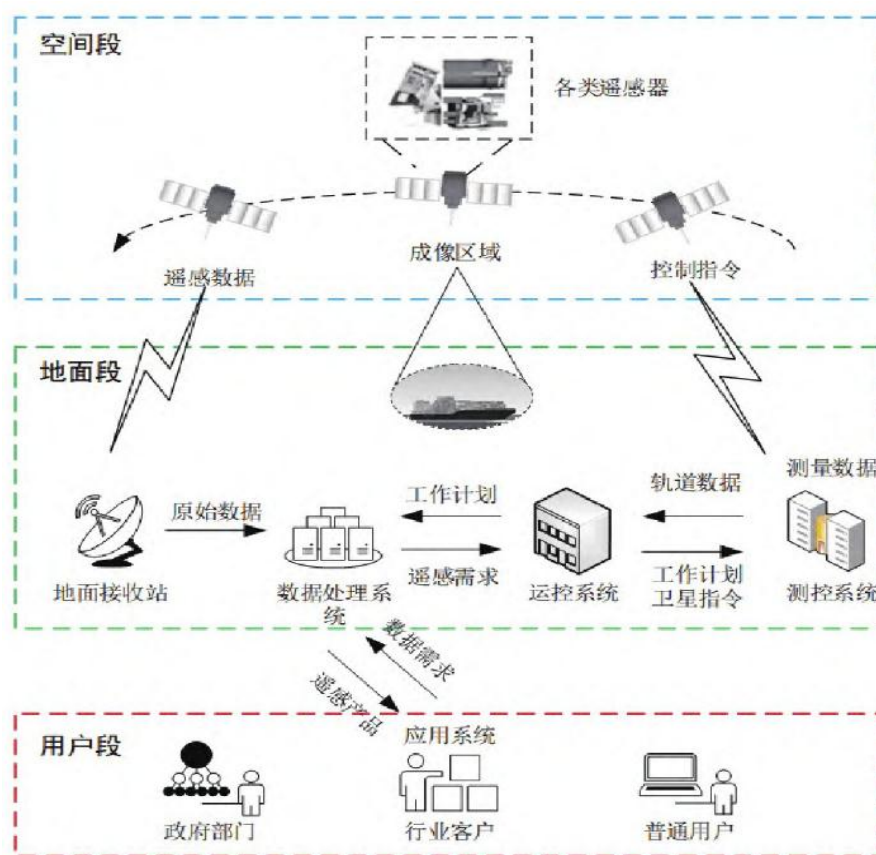 空间段
各类遥感器
遥感数据
成像区域
控制指令
地面段
测量数据
轨道数据
工作计划
原始数据
遥感需求
工作计划
卫星指令
地面接收站
数据处理系
统
运控系统
测控系统
数据需求
遥感产品
用户段
应用系统
政府部门
行业客户
普通用户